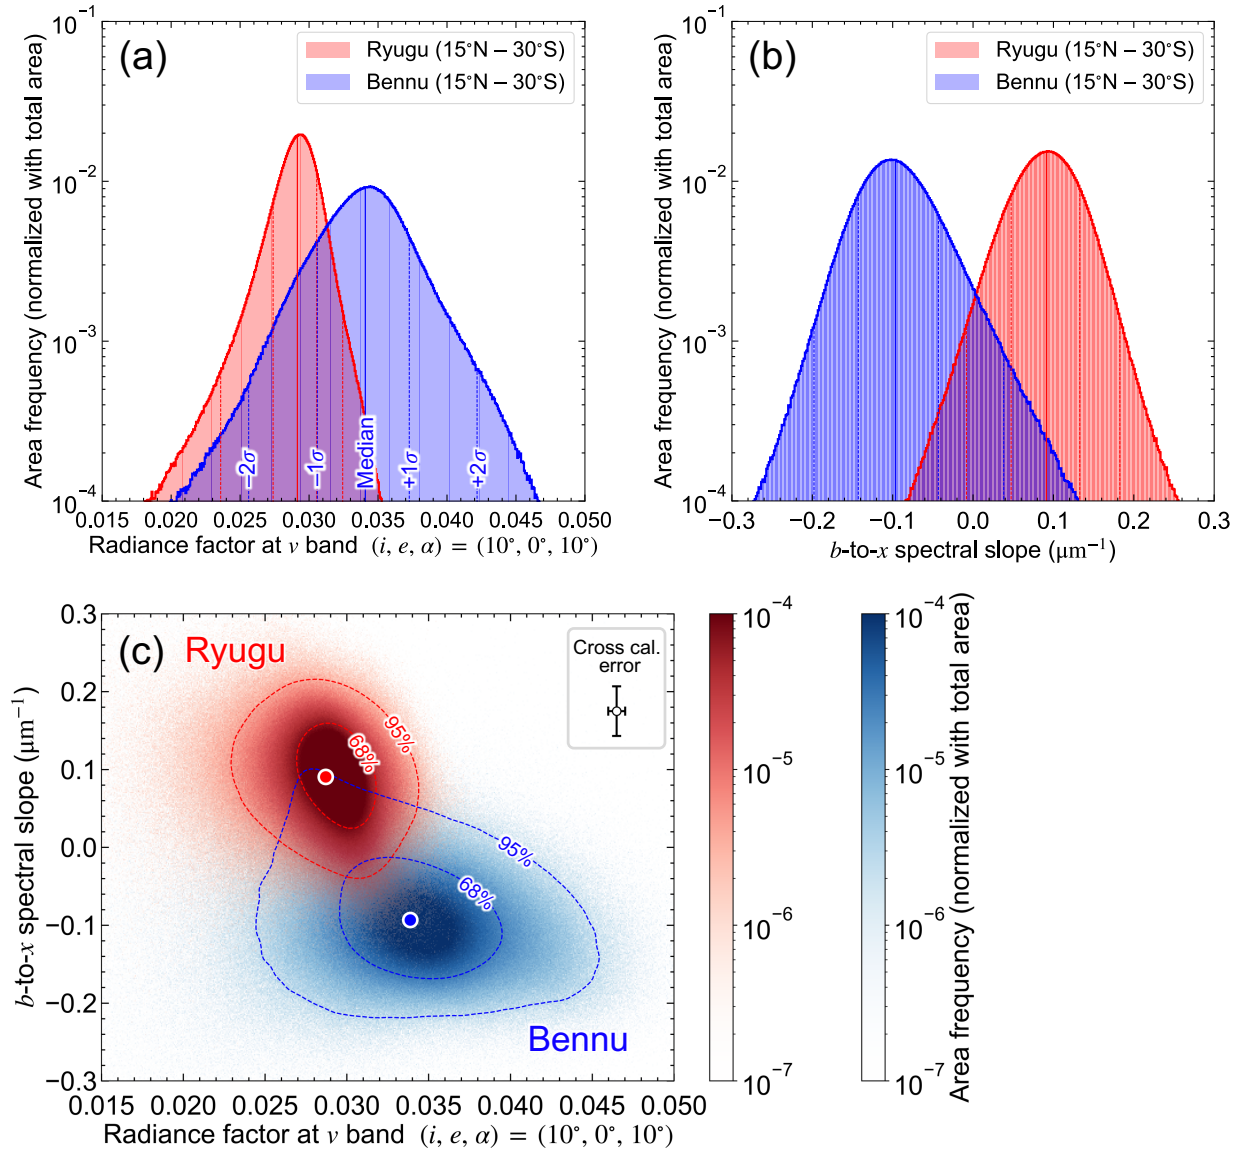 (a)
Ryugu (15°N – 30°S)
Bennu (15°N – 30°S)
Area frequency (normalized with total area)
10⁻¹
10⁻²
10⁻³
10⁻⁴
−2σ
−1σ
Median
+1σ
+2σ
0.015 0.020 0.025 0.030 0.035 0.040 0.045 0.050
Radiance factor at v band (i, e, α) = (10°, 0°, 10°)
(b)
Ryugu (15°N – 30°S)
Bennu (15°N – 30°S)
Area frequency (normalized with total area)
10⁻¹
10⁻²
10⁻³
10⁻⁴
−0.3 −0.2 −0.1 0.0 0.1 0.2 0.3
b-to-x spectral slope (μm⁻¹)
(c)
Ryugu
Cross cal.
error
95%
68%
95%
68%
Bennu
b-to-x spectral slope (μm⁻¹)
0.3
0.2
0.1
0.0
−0.1
−0.2
−0.3
0.015 0.020 0.025 0.030 0.035 0.040 0.045 0.050
Radiance factor at v band (i, e, α) = (10°, 0°, 10°)
10⁻⁴
10⁻⁵
10⁻⁶
10⁻⁷
10⁻⁴
10⁻⁵
10⁻⁶
10⁻⁷
Area frequency (normalized with total area)